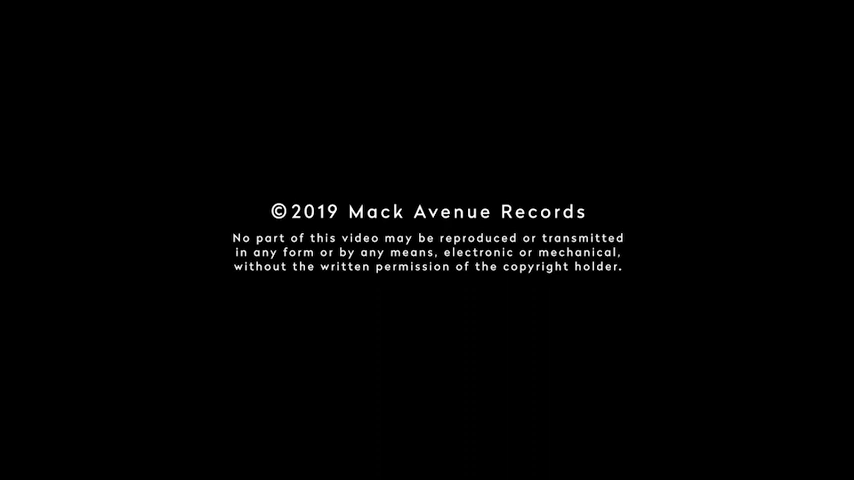 ©2019 Mack Avenue Records
No part of this video may be reproduced or transmitted
in any form or by any means, electronic or mechanical,
without the written permission of the copyright holder.